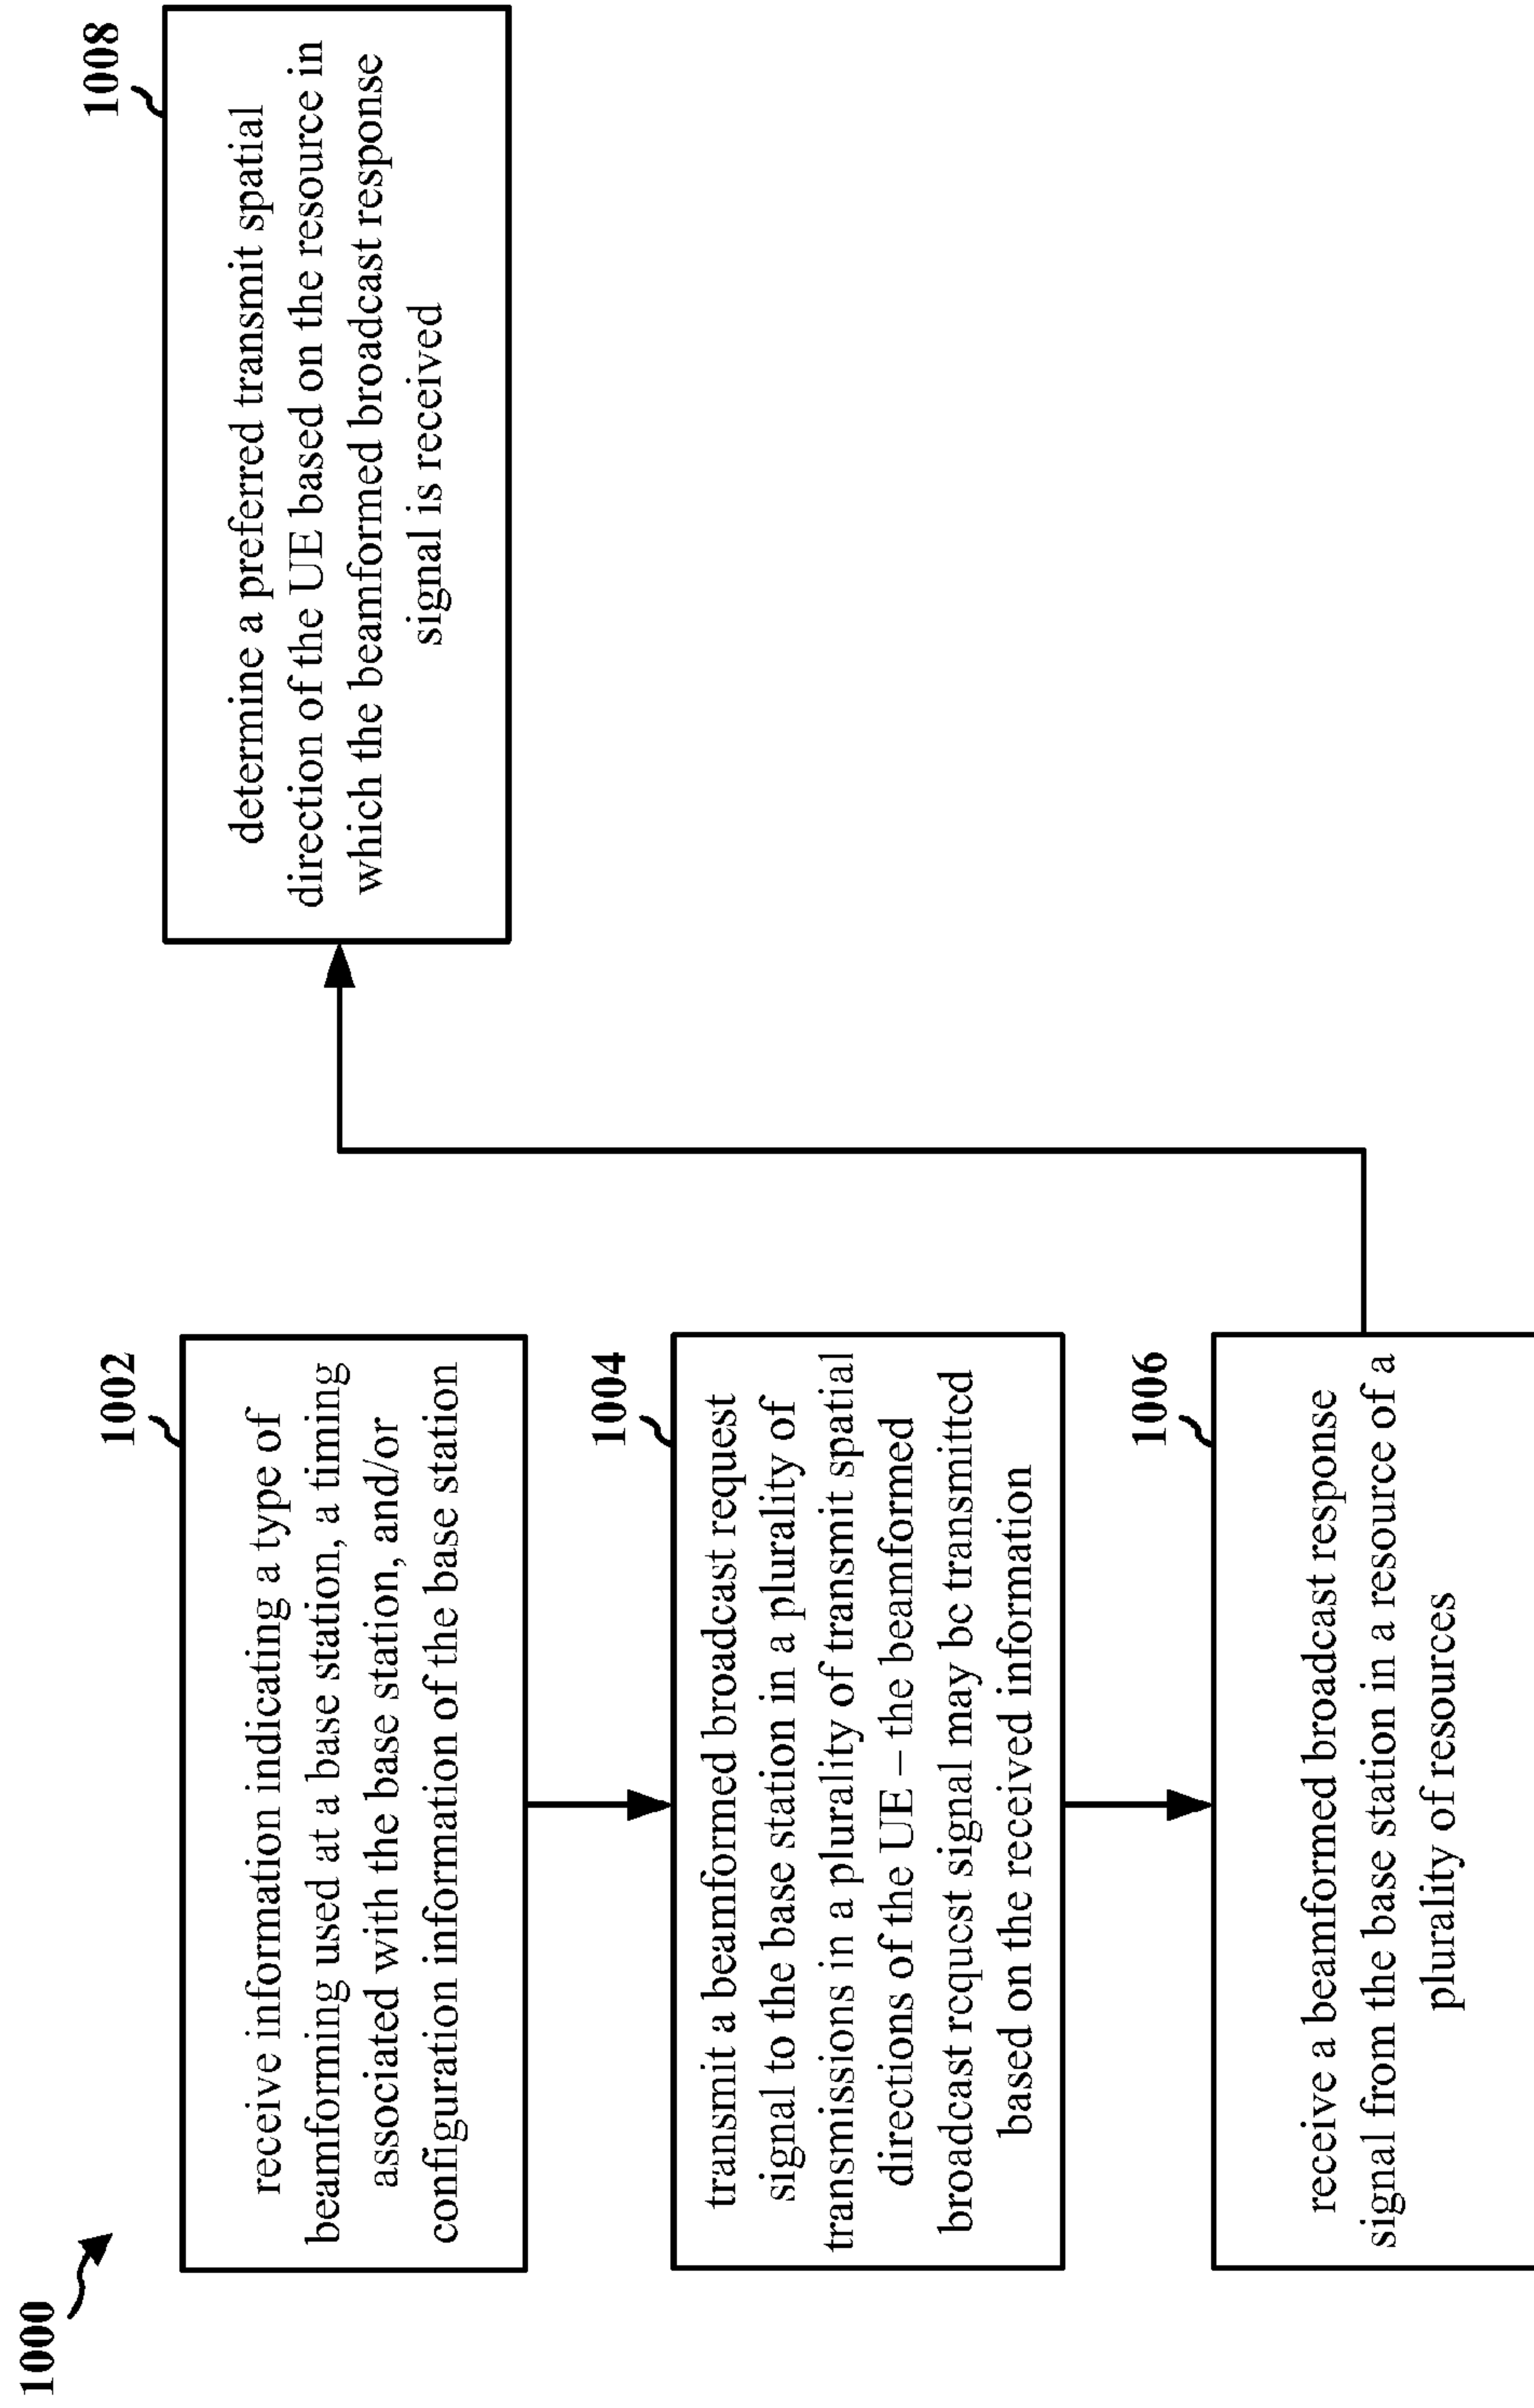 1000
1002
receive information indicating a type of
beamforming used at a base station, a timing
associated with the base station, and/or
configuration information of the base station
1004
transmit a beamformed broadcast request
signal to the base station in a plurality of
transmissions in a plurality of transmit spatial
directions of the UE – the beamformed
broadcast request signal may be transmitted
based on the received information
1006
receive a beamformed broadcast response
signal from the base station in a resource of a
plurality of resources
1008
determine a preferred transmit spatial
direction of the UE based on the resource in
which the beamformed broadcast response
signal is received